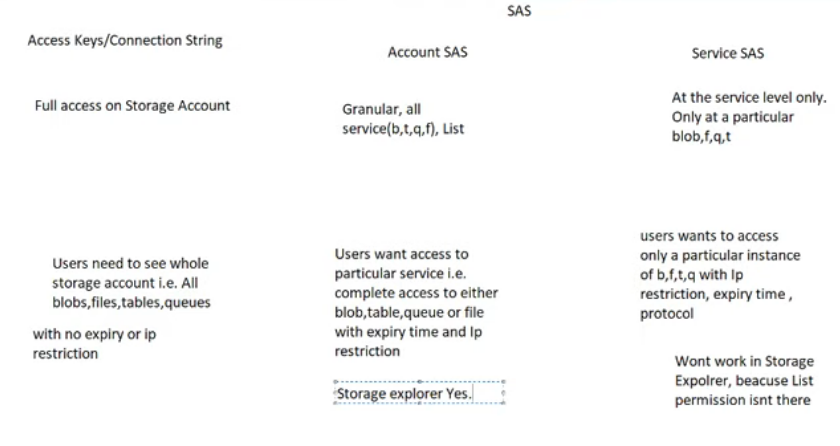 SAS
Access Keys/Connection String
Account SAS
Service SAS
Full access on Storage Account
Granular, all
service(b,t,q,f), List
At the service level only.
Only at a particular
blob,f,q,t
Users need to see whole
storage account i.e. All
blobs,files,tables,queues
with no expiry or ip
restriction
Users want access to
particular service i.e.
complete access to either
blob,table,queue or file
with expiry time and Ip
restriction
Storage explorer Yes.
users wants to access
only a particular instance
of b,f,t,q with Ip
restriction, expiry time ,
protocol
Wont work in Storage
Expolrer, beacuse List
permission isnt there